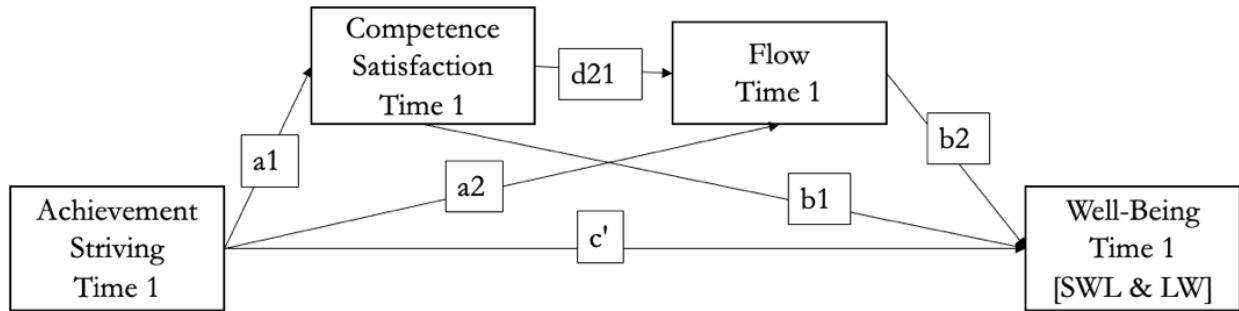 Competence
Satisfaction
Time 1
d21
Flow
Time 1
a1
a2
b1
b2
Achievement
Striving
Time 1
c'
Well-Being
Time 1
[SWL & LW]